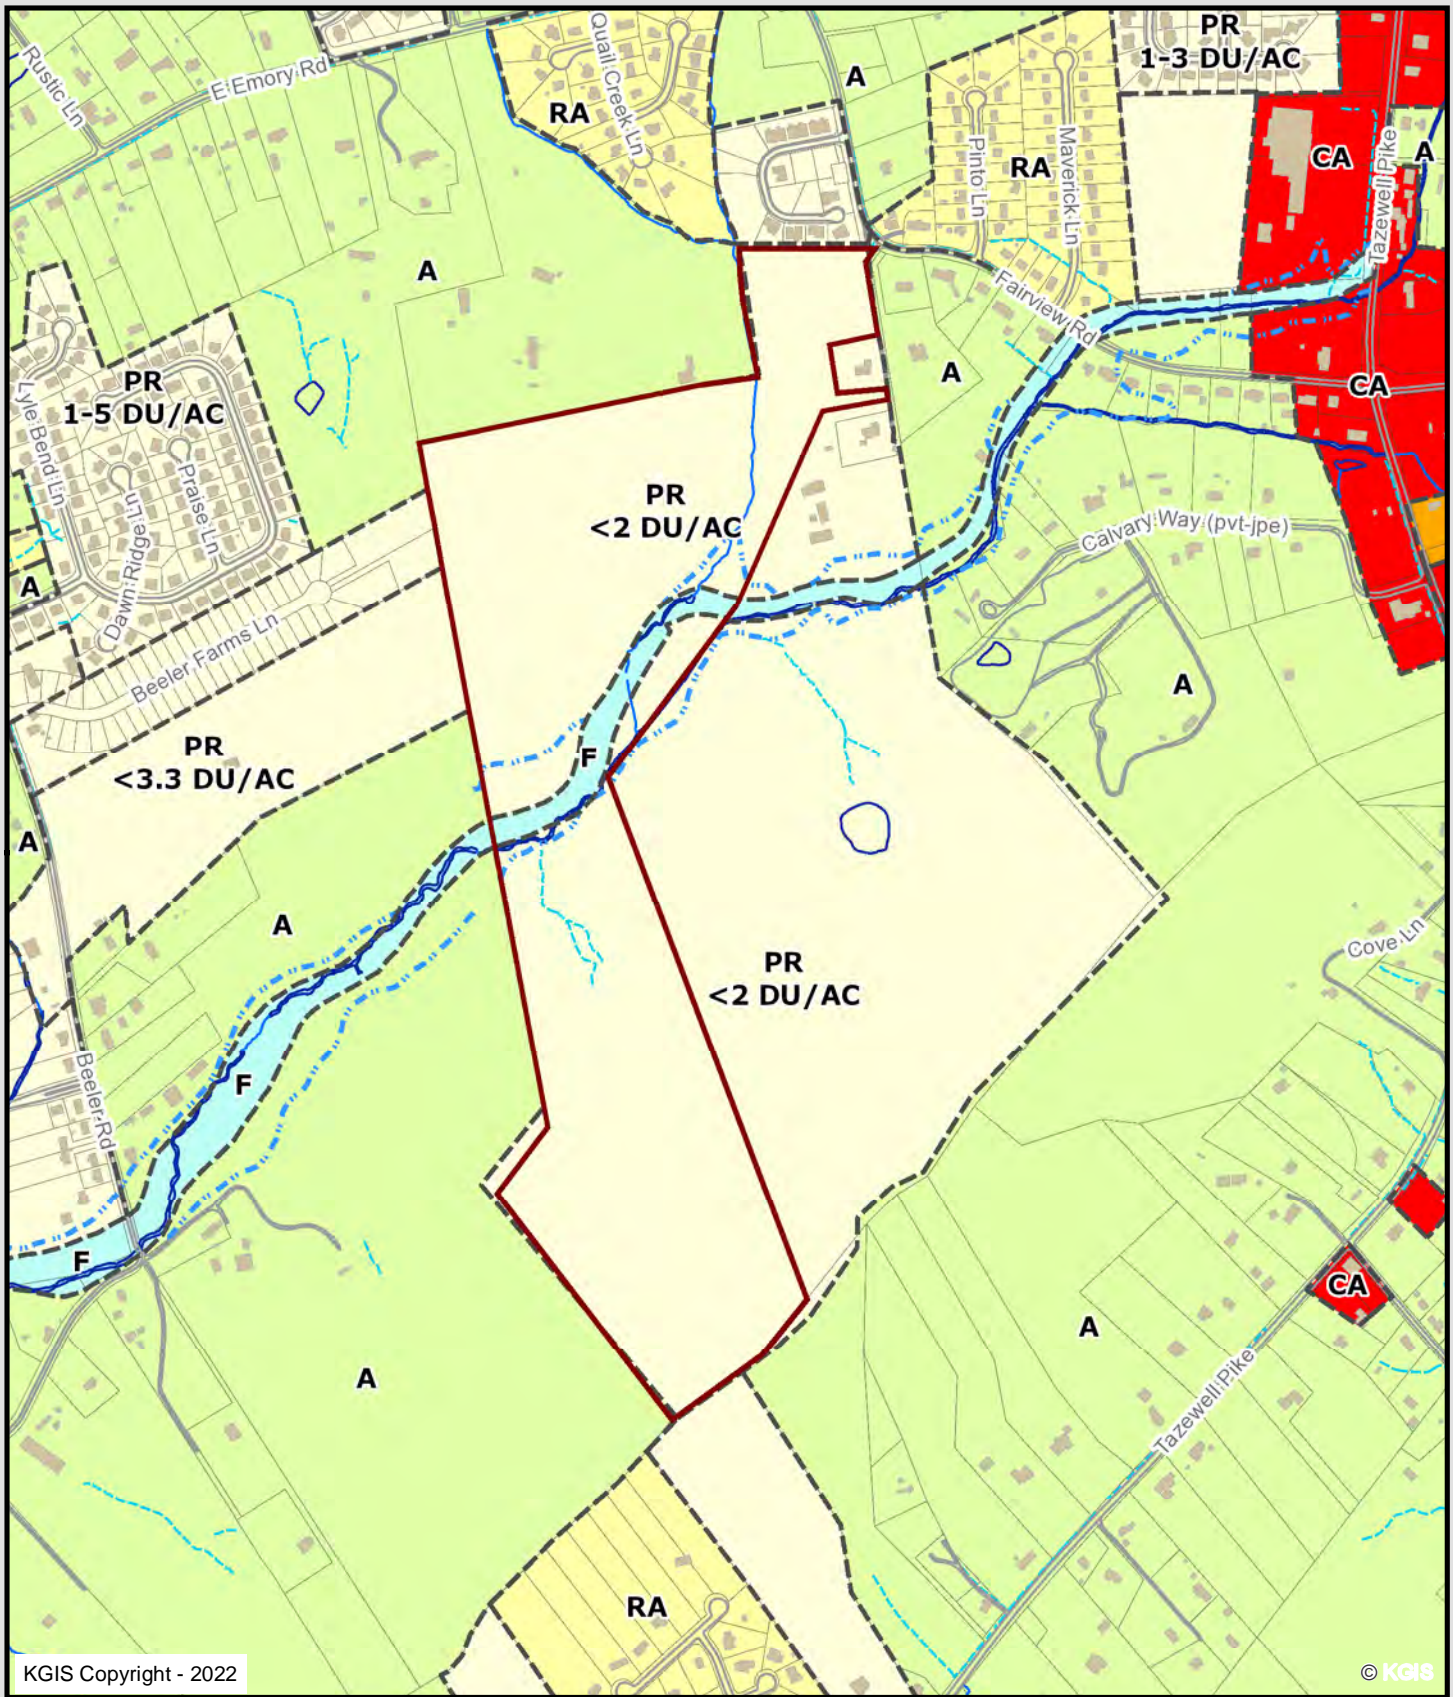 PR
1-3 DU/AC
Rustic Ln
E Emory Rd
Quail Creek Ln
RA
A
Pinto Ln
Maverick Ln
RA
CA
Tazewell Pike
A
A
Fairview Rd
PR
1-5 DU/AC
Lyle Bend Ln
Praise Ln
Dawn Ridge Ln
A
CA
PR
<2 DU/AC
Calvary Way (pvt-jpe)
A
Beeler Farms Ln
A
PR
<3.3 DU/AC
F
A
A
Cove Ln
PR
<2 DU/AC
Beeler Rd
F
F
CA
A
A
Tazewell Pike
RA
KGIS Copyright - 2022
© KGIS